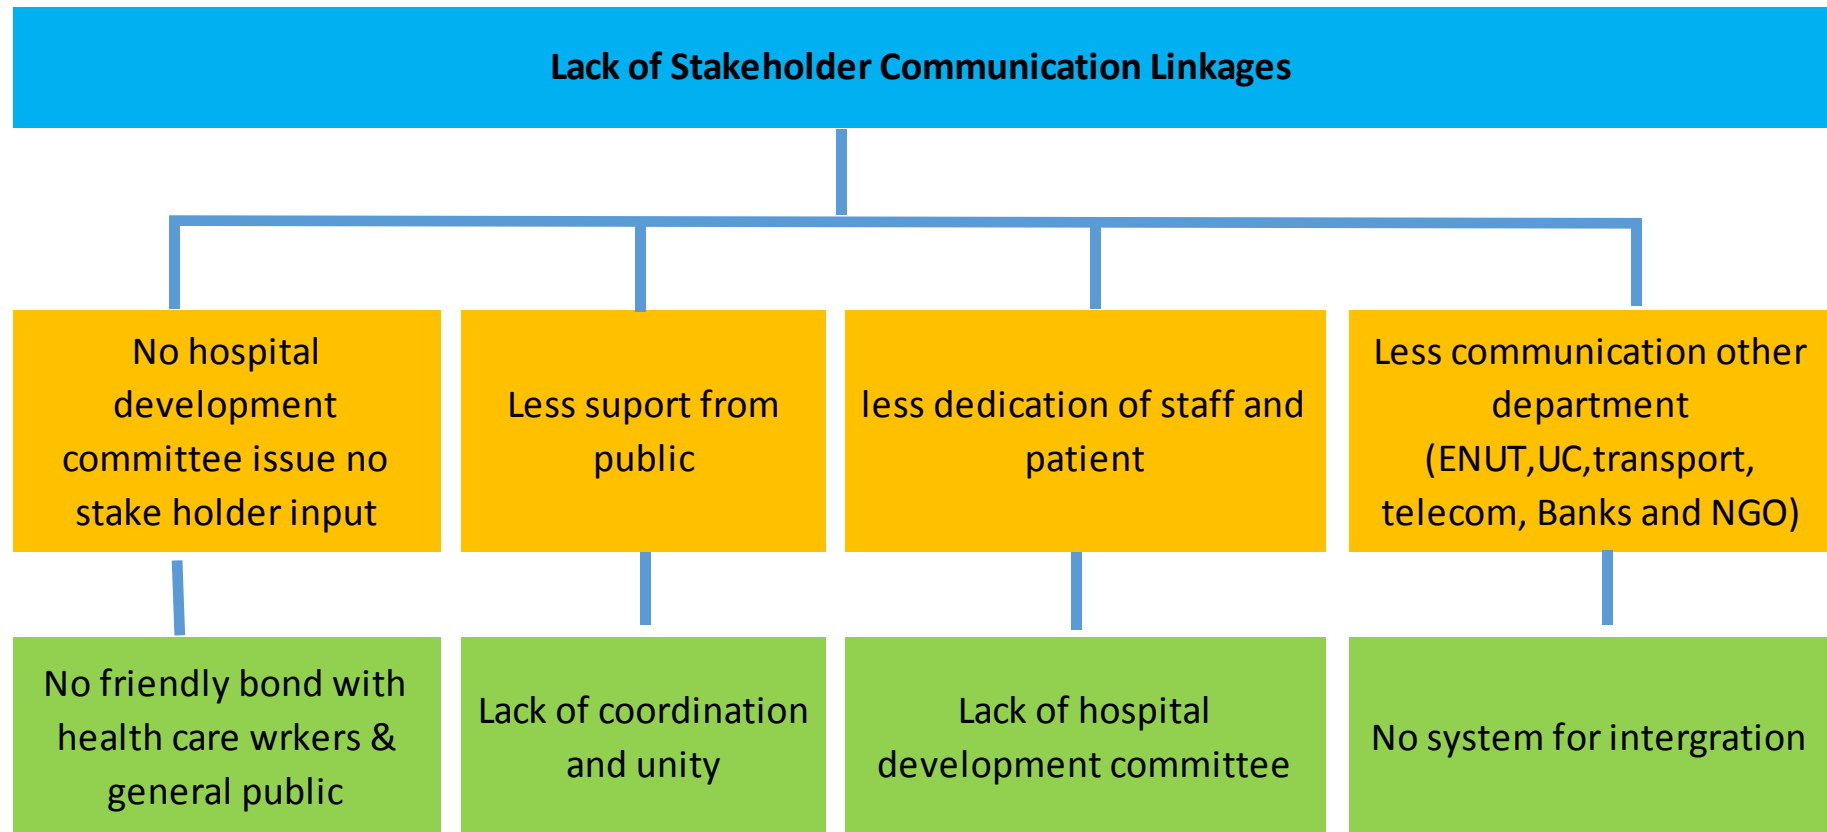 Lack of Stakeholder Communication Linkages
No hospital
development
committee issue no
stake holder input
Less suport from
public
less dedication of staff and
patient
Less communication other
department
(ENUT,UC,transport,
telecom, Banks and NGO)
No friendly bond with
health care wrkers &
general public
Lack of coordination
and unity
Lack of hospital
development committee
No system for intergration